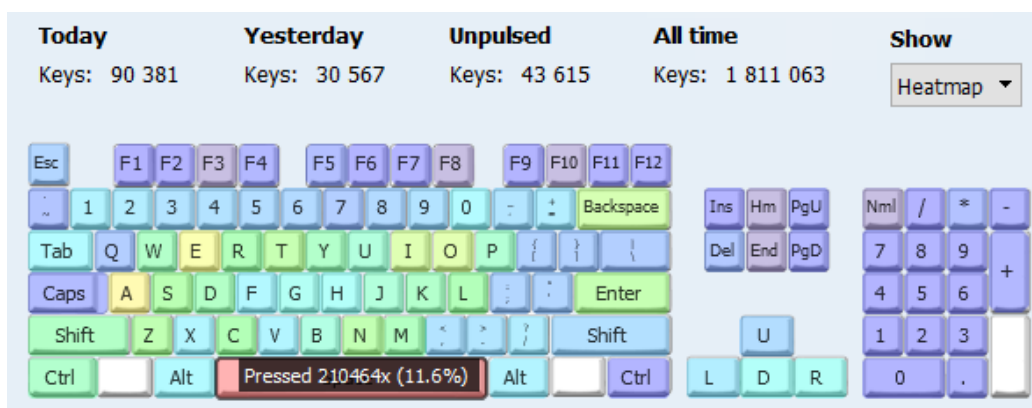 Today Yesterday Unpulsed All time Show
Keys: 90 381 Keys: 30 567 Keys: 43 615 Keys: 1 811 063 Heatmap
Esc F1 F2 F3 F4 F5 F6 F7 F8 F9 F10 F11 F12
1 2 3 4 5 6 7 8 9 0 - Backspace Ins Hm PgU Nml / * -
Tab Q W E R T Y U I O P { } \ Del End PgD 7 8 9 +
Caps A S D F G H J K L ; Enter 4 5 6
Shift Z X C V B N M < > ? / Shift U 1 2 3
Ctrl Alt Pressed 210464x (11.6%) Alt Ctrl L D R 0 .